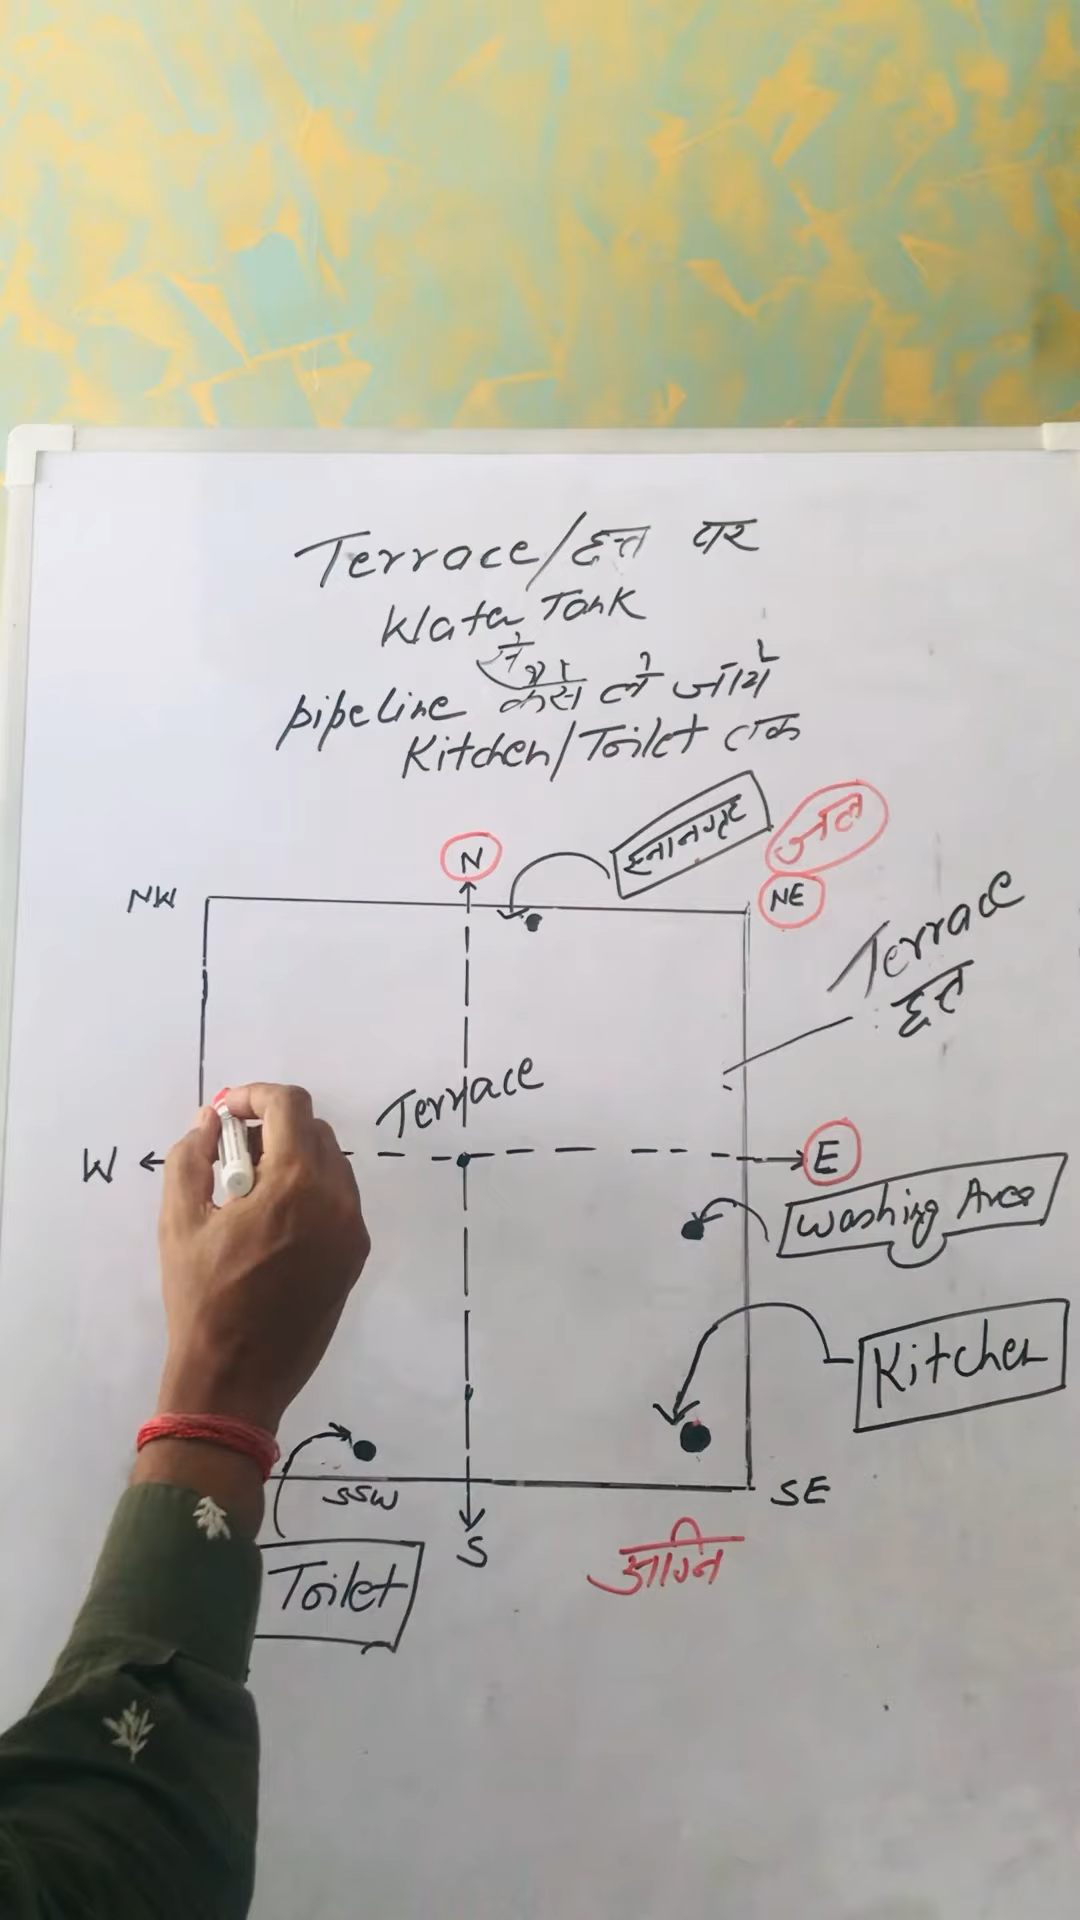 Terrace/छत पर
Water Tank
से
pipeline कैसे ले जाये
Kitchen/Toilet तक
स्नानगृह
जल
N
NW
NE
Terrace
छत
Terrace
W
E
Washing Area
Kitchen
SSW
SE
S
अग्नि
Toilet